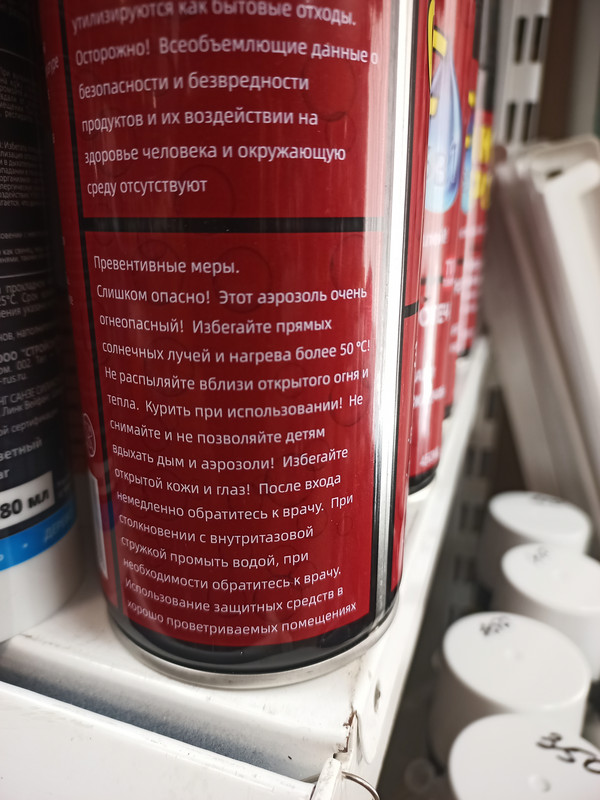 утилизируются как бытовые отходы.
Осторожно! Всеобъемлющие данные о
безопасности и безвредности
продуктов и их воздействии на
здоровье человека и окружающую
среду отсутствуют
Превентивные меры.
Слишком опасно! Этот аэрозоль очень
огнеопасный! Избегайте прямых
солнечных лучей и нагрева более 50 °С!
Не распыляйте вблизи открытого огня и
тепла. Курить при использовании! Не
снимайте и не позволяйте детям
вдыхать дым и аэрозоли! Избегайте
открытой кожи и глаз! После входа
немедленно обратитесь к врачу. При
столкновении с внутритазовой
стружкой промыть водой, при
необходимости обратитесь к врачу.
Использование защитных средств в
хорошо проветриваемых помещениях
80 мл
350